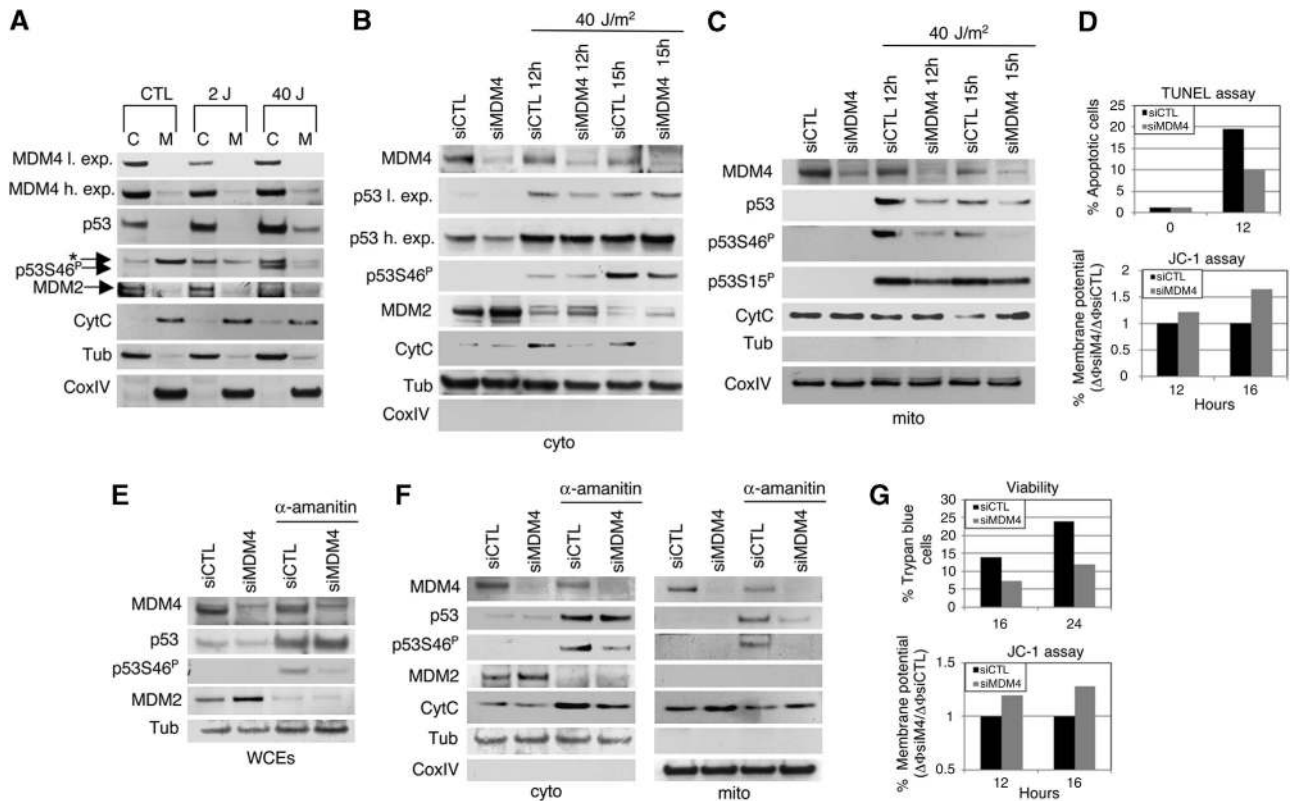 A
CTL 2 J 40 J
C M C M C M
MDM4 l. exp.
MDM4 h. exp.
p53
*
p53S46ᴾ
MDM2
CytC
Tub
CoxIV
B
40 J/m²
siCTL
siMDM4
siCTL 12h
siMDM4 12h
siCTL 15h
siMDM4 15h
MDM4
p53 l. exp.
p53 h. exp.
p53S46ᴾ
MDM2
CytC
Tub
CoxIV
cyto
C
40 J/m²
siCTL
siMDM4
siCTL 12h
siMDM4 12h
siCTL 15h
siMDM4 15h
MDM4
p53
p53S46ᴾ
p53S15ᴾ
CytC
Tub
CoxIV
mito
D
TUNEL assay
% Apoptotic cells
25
20
15
10
5
0
siCTL
siMDM4
0 12
JC-1 assay
% Membrane potential
(ΔΦsiM4/ΔΦsiCTL)
2
1.5
1
0.5
0
siCTL
siMDM4
12 16
Hours
E
α-amanitin
siCTL
siMDM4
siCTL
siMDM4
MDM4
p53
p53S46ᴾ
MDM2
Tub
WCEs
F
α-amanitin
α-amanitin
siCTL
siMDM4
siCTL
siMDM4
siCTL
siMDM4
siCTL
siMDM4
MDM4
p53
p53S46ᴾ
MDM2
CytC
Tub
CoxIV
cyto
mito
G
Viability
% Trypan blue
cells
30
25
20
15
10
5
0
siCTL
siMDM4
16 24
JC-1 assay
% Membrane potential
(ΔΦsiM4/ΔΦsiCTL)
1.5
1
0.5
siCTL
siMDM4
12 16
Hours